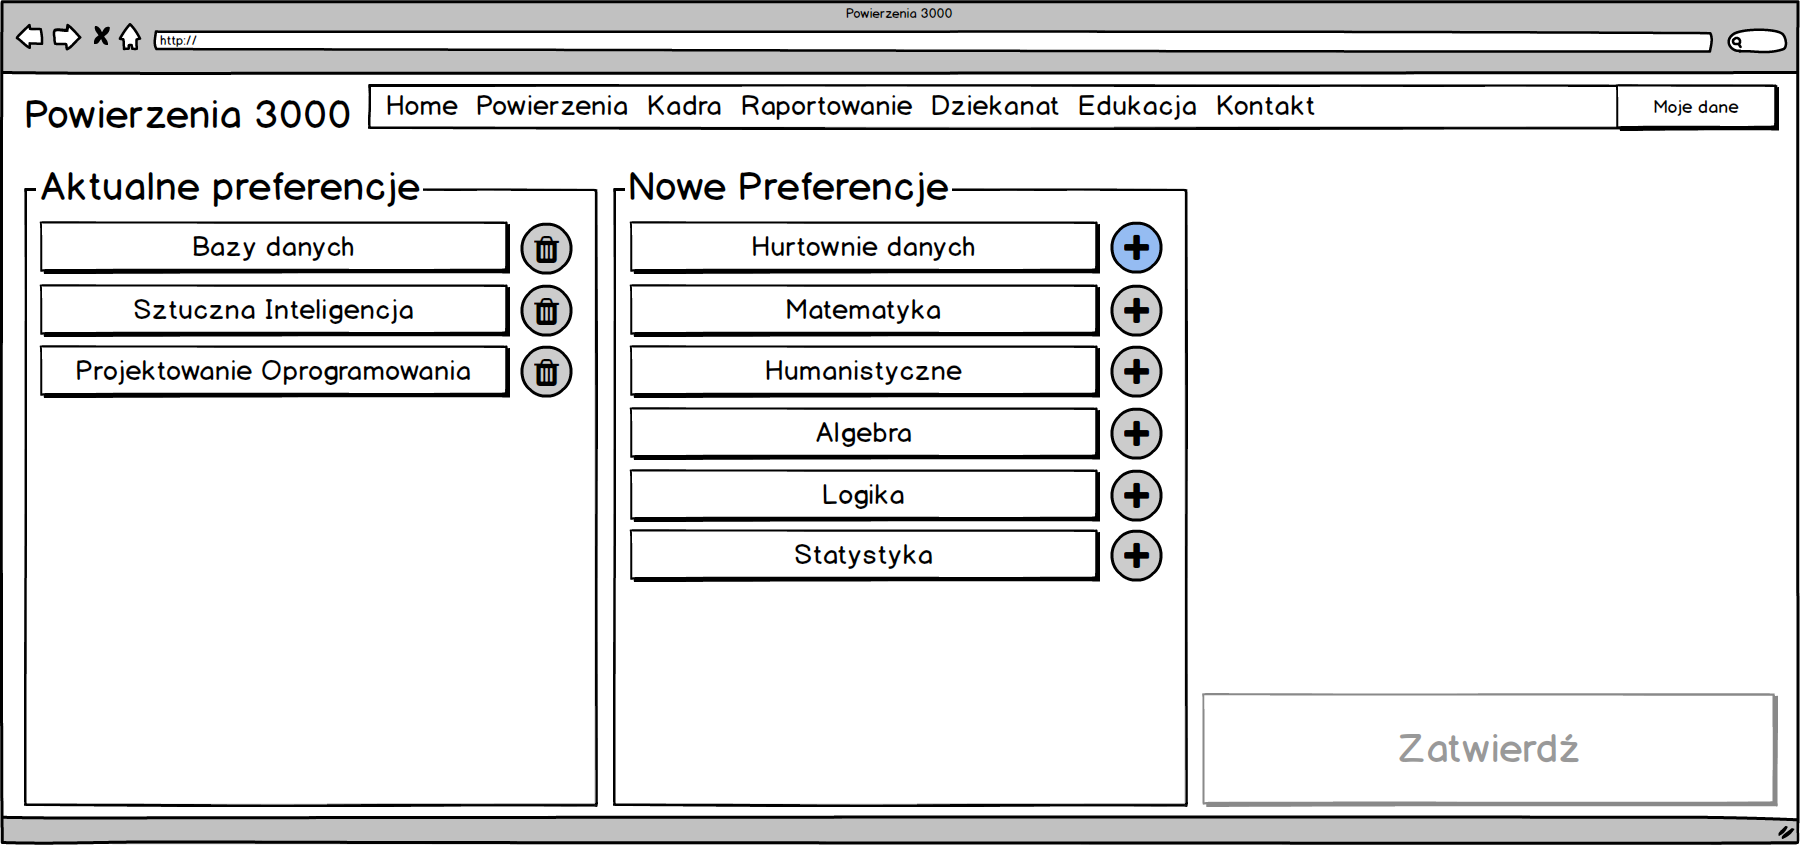 Powierzenia 3000
http://
Powierzenia 3000
Home Powierzenia Kadra Raportowanie Dziekanat Edukacja Kontakt
Moje dane
Aktualne preferencje
Bazy danych
Sztuczna Inteligencja
Projektowanie Oprogramowania
Nowe Preferencje
Hurtownie danych
Matematyka
Humanistyczne
Algebra
Logika
Statystyka
Zatwierdź